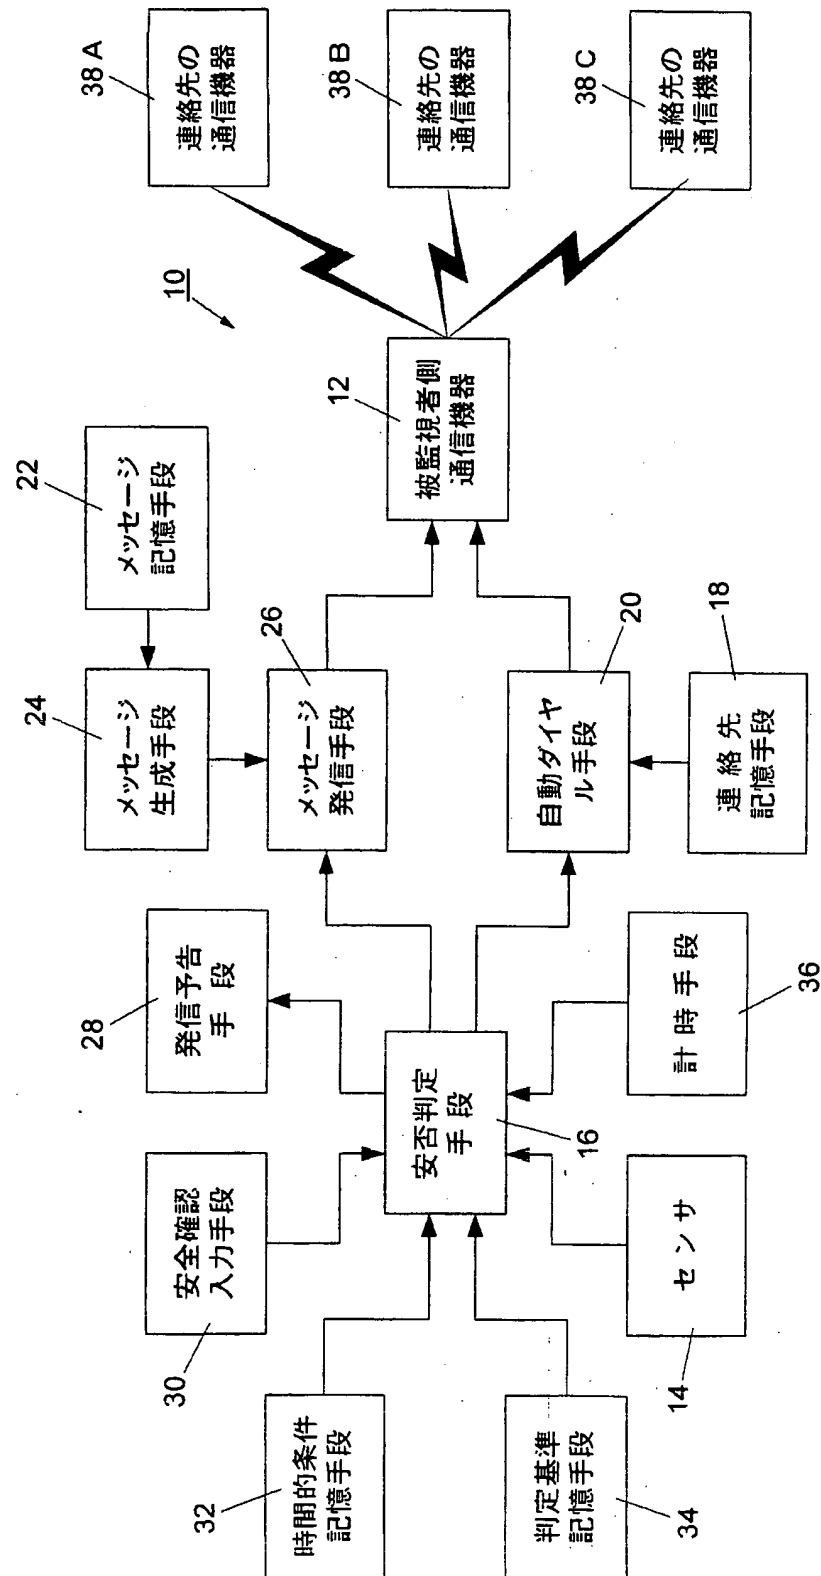 32
時間的条件
記憶手段
34
判定基準
記憶手段
30
安全確認
入力手段
14
センサ
28
発信予告
手 段
16
安否判定
手 段
36
計 時 手 段
24
メッセージ
生成手段
22
メッセージ
記憶手段
26
メッセージ
発信手段
20
自動ダイヤ
ル手段
18
連 絡 先
記憶手段
10
12
被監視者側
通信機器
38 A
連絡先の
通信機器
38 B
連絡先の
通信機器
38 C
連絡先の
通信機器